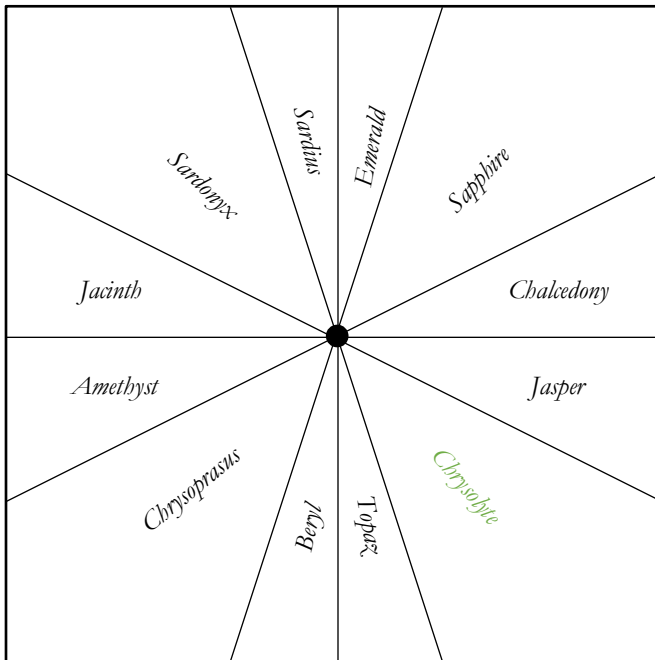 Sardius
Emerald
Sardonyx
Sapphire
Jacinth
Chalcedony
Amethyst
Jasper
Chrysoprasus
Chrysolyte
Beryl
Topaz